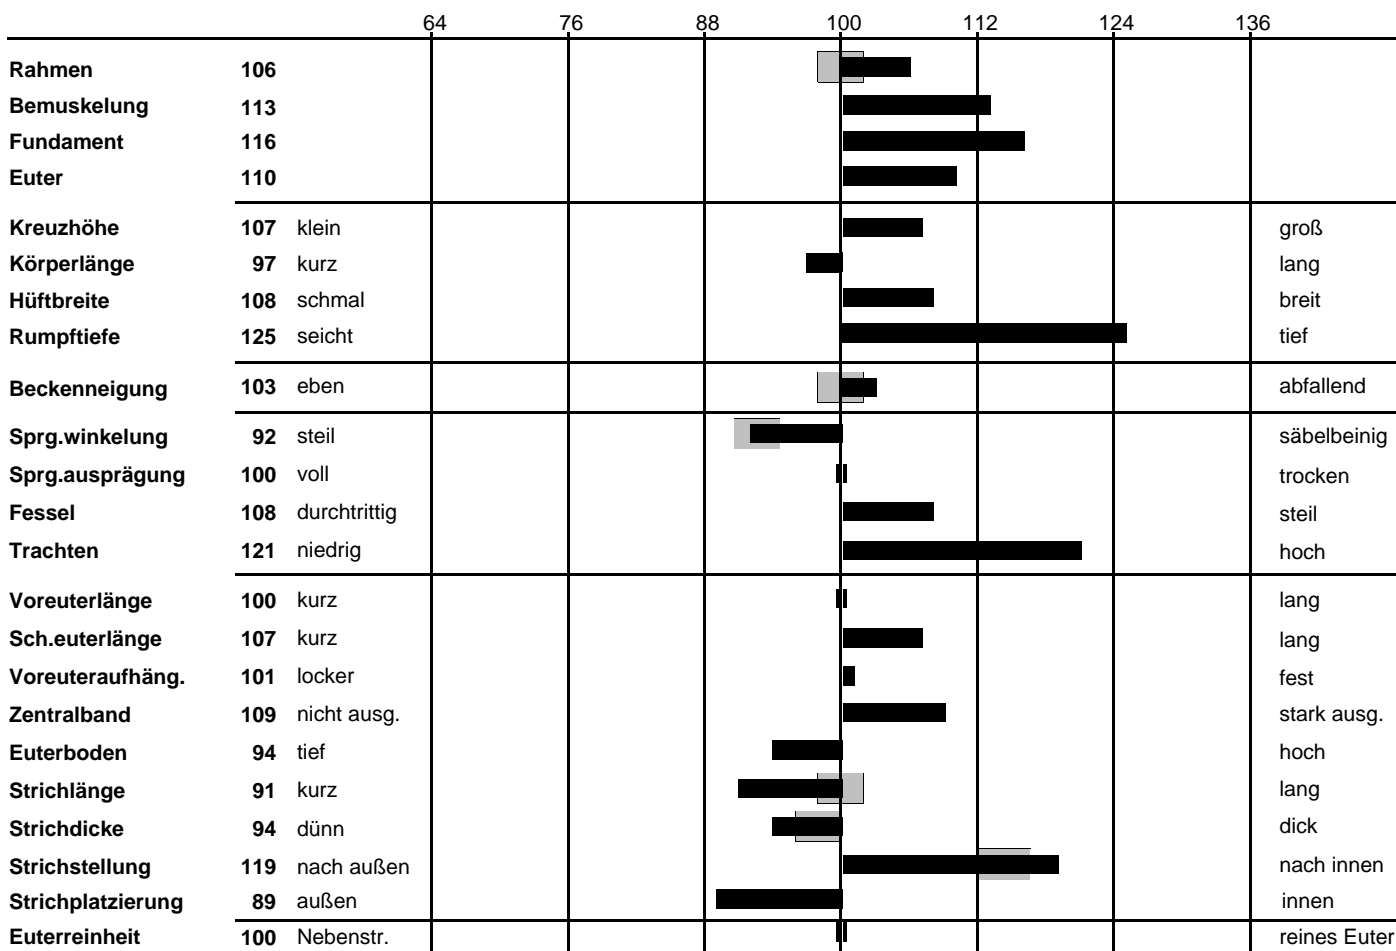 64 76 88 100 112 124 136
Rahmen 106
Bemuskelung 113
Fundament 116
Euter 110
Kreuzhöhe 107 klein groß
Körperlänge 97 kurz lang
Hüftbreite 108 schmal breit
Rumpftiefe 125 seicht tief
Beckenneigung 103 eben abfallend
Sprg.winkelung 92 steil säbelbeinig
Sprg.ausprägung 100 voll trocken
Fessel 108 durchtrittig steil
Trachten 121 niedrig hoch
Voreuterlänge 100 kurz lang
Sch.euterlänge 107 kurz lang
Voreuteraufhäng. 101 locker fest
Zentralband 109 nicht ausg. stark ausg.
Euterboden 94 tief hoch
Strichlänge 91 kurz lang
Strichdicke 94 dünn dick
Strichstellung 119 nach außen nach innen
Strichplatzierung 89 außen innen
Euterreinheit 100 Nebenstr. reines Euter